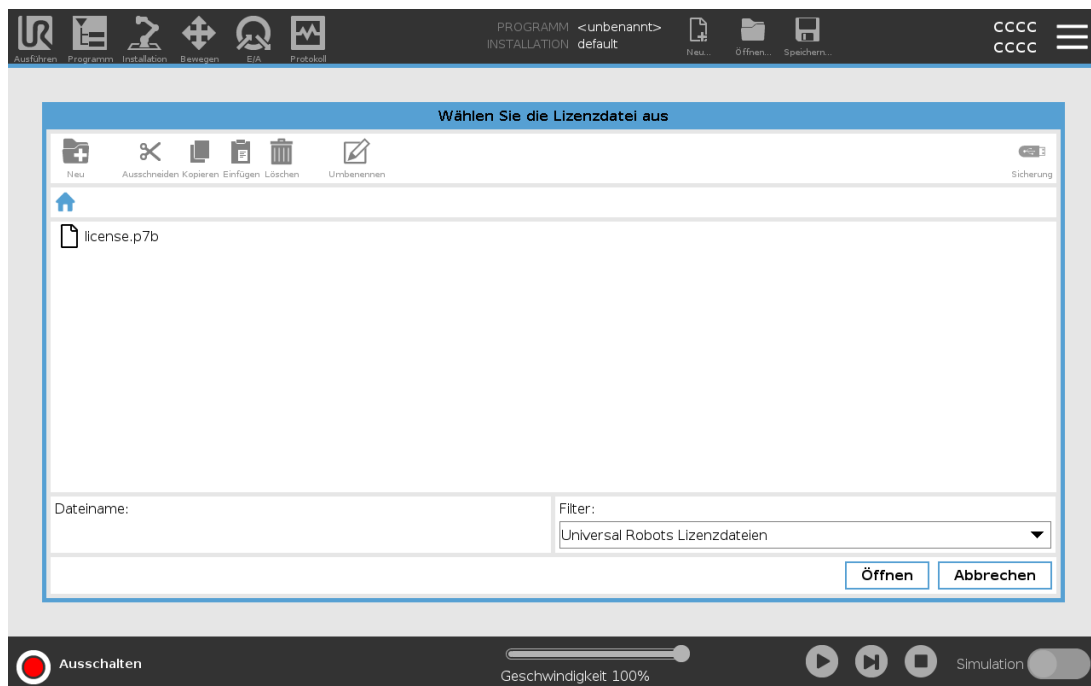 PROGRAMM <unbenannt>
INSTALLATION default
CCCC
CCCC
Ausführen Programm Installation Bewegen E/A Protokoll
Neu... Öffnen... Speichern...
Wählen Sie die Lizenzdatei aus
Neu Ausschneiden Kopieren Einfügen Löschen Umbenennen Sicherung
license.p7b
Dateiname:
Filter:
Universal Robots Lizenzdateien
Öffnen Abbrechen
Ausschalten
Geschwindigkeit 100%
Simulation